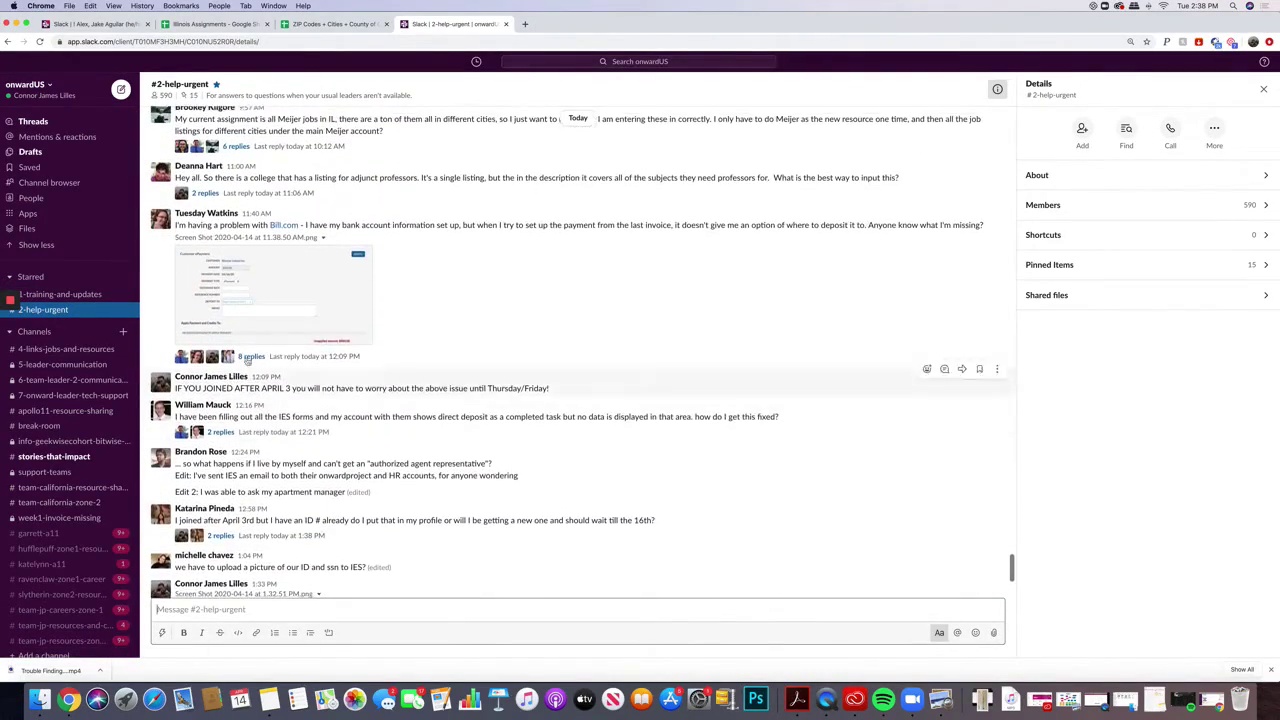 Chrome File Edit View History Bookmarks People Tab Window Help
Tue 2:38 PM
Slack | ! Alex, Jake Aguilar (he/h
Illinois Assignments - Google Sh
ZIP Codes + Cities + County of I
Slack | 2-help-urgent | onwardUS
app.slack.com/client/T010MF3H3MH/C010NU52R0R/details/
Search onwardUS
onwardUS
Connor James Lilles
Threads
Mentions & reactions
Drafts
Saved
Channel browser
People
Apps
Files
Show less
Starred
1-training-and-updates
2-help-urgent
Channels
# 4-links-jobs-and-resources
5-leader-communication
6-team-leader-2-communica...
7-onward-leader-tech-support
# apollo11-resource-sharing
# break-room
info-geekwisecohort-bitwise-...
# stories-that-impact
support-teams
# team-california-resource-sha...
# team-california-zone-2
week1-invoice-missing
# garrett-a11 9+
# hufflepuff-zone1-resou... 9+
# katelynn-a11 1
# ravenclaw-zone1-career 9+
# slytherin-zone2-resour... 9+
# team-jp-careers-zone-1 9+
# team-jp-resources-and-c... 4
# team-jp-resources-zon... 9+
Add a channel
#2-help-urgent
590 15 For answers to questions when your usual leaders aren't available.
Brookey Kilgore 9:57 AM
Today
My current assignment is all Meijer jobs in IL, there are a ton of them all in different cities, so I just want to I am entering these in correctly. I only have to do Meijer as the new resource one time, and then all the job
listings for different cities under the main Meijer account?
6 replies Last reply today at 10:12 AM
Deanna Hart 11:00 AM
Hey all. So there is a college that has a listing for adjunct professors. It's a single listing, but the in the description it covers all of the subjects they need professors for. What is the best way to input this?
2 replies Last reply today at 11:06 AM
Tuesday Watkins 11:40 AM
I'm having a problem with Bill.com - I have my bank account information set up, but when I try to set up the payment from the last invoice, it doesn't give me an option of where to deposit it to. Anyone know what I'm missing?
Screen Shot 2020-04-14 at 11.38.50 AM.png
8 replies Last reply today at 12:09 PM
Connor James Lilles 12:09 PM
IF YOU JOINED AFTER APRIL 3 you will not have to worry about the above issue until Thursday/Friday!
William Mauck 12:16 PM
I have been filling out all the IES forms and my account with them shows direct deposit as a completed task but no data is displayed in that area. how do I get this fixed?
2 replies Last reply today at 12:21 PM
Brandon Rose 12:24 PM
... so what happens if I live by myself and can't get an "authorized agent representative"?
Edit: I've sent IES an email to both their onwardproject and HR accounts, for anyone wondering
Edit 2: I was able to ask my apartment manager (edited)
Katarina Pineda 12:58 PM
I joined after April 3rd but I have an ID # already do I put that in my profile or will I be getting a new one and should wait till the 16th?
2 replies Last reply today at 1:38 PM
michelle chavez 1:04 PM
we have to upload a picture of our ID and ssn to IES? (edited)
Connor James Lilles 1:33 PM
Screen Shot 2020-04-14 at 1.32.51 PM.png
Message #2-help-urgent
Details
# 2-help-urgent
Add Find Call More
About
Members 590
Shortcuts 0
Pinned Items 15
Shared files
Trouble Finding....mp4
Show All